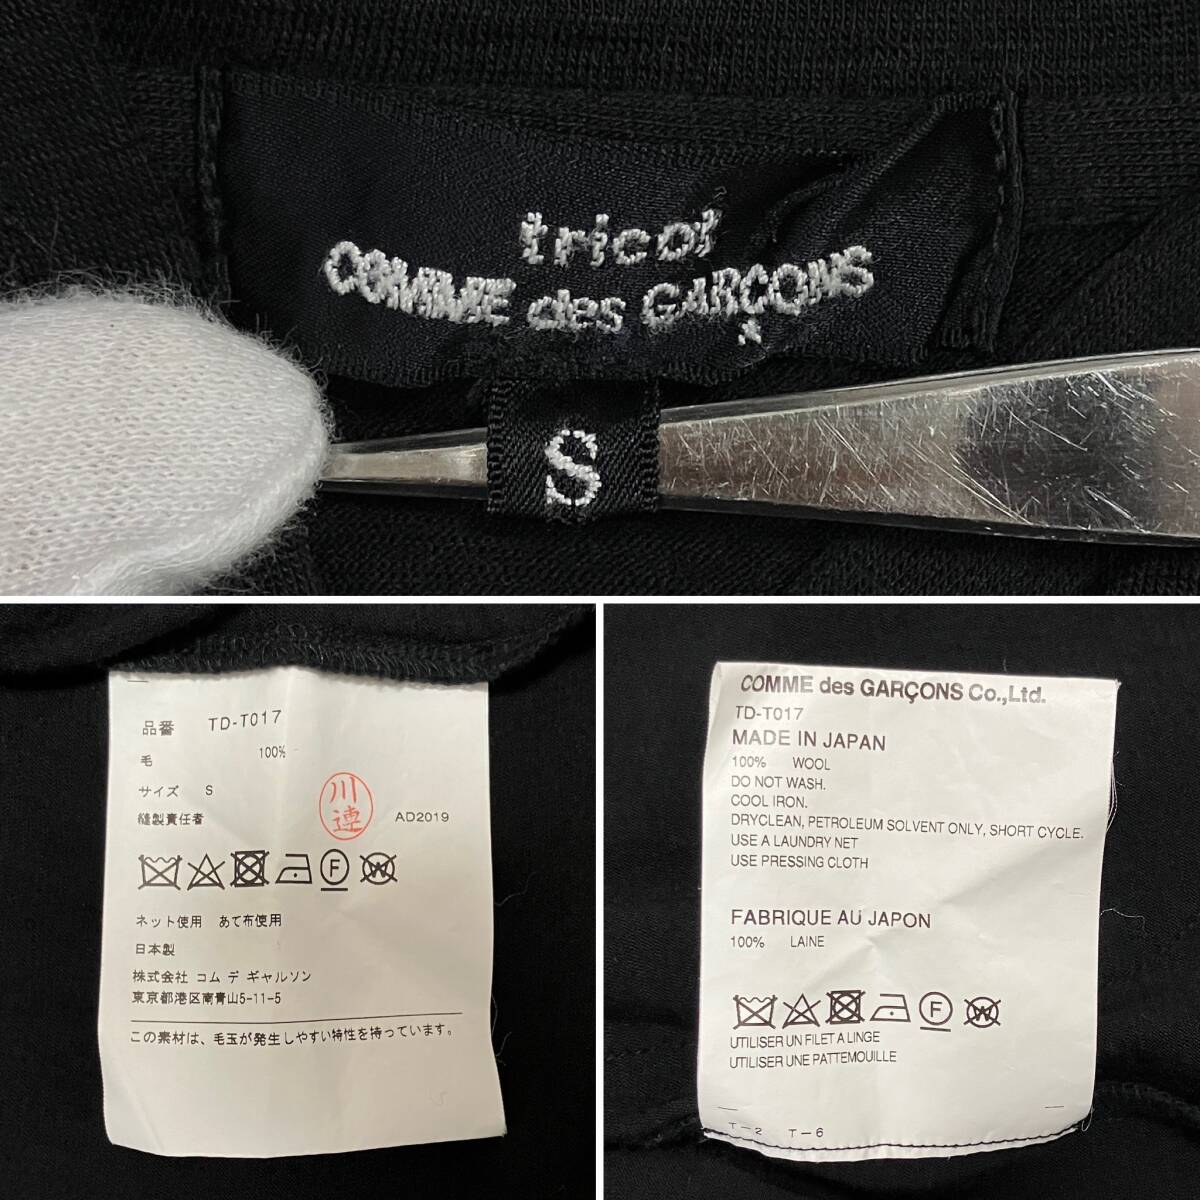 tricot
COMME des GARÇONS
S
品番 TD-T017
毛 100%
サイズ S
縫製責任者 川連 AD2019
F W
ネット使用 あて布使用
日本製
株式会社 コム デ ギャルソン
東京都港区南青山5-11-5
この素材は、毛玉が発生しやすい特性を持っています。
COMME des GARÇONS Co.,Ltd.
TD-T017
MADE IN JAPAN
100% WOOL
DO NOT WASH.
COOL IRON.
DRYCLEAN, PETROLEUM SOLVENT ONLY, SHORT CYCLE.
USE A LAUNDRY NET
USE PRESSING CLOTH
FABRIQUE AU JAPON
100% LAINE
F W
UTILISER UN FILET A LINGE
UTILISER UNE PATTEMOUILLE
T-2 T-6